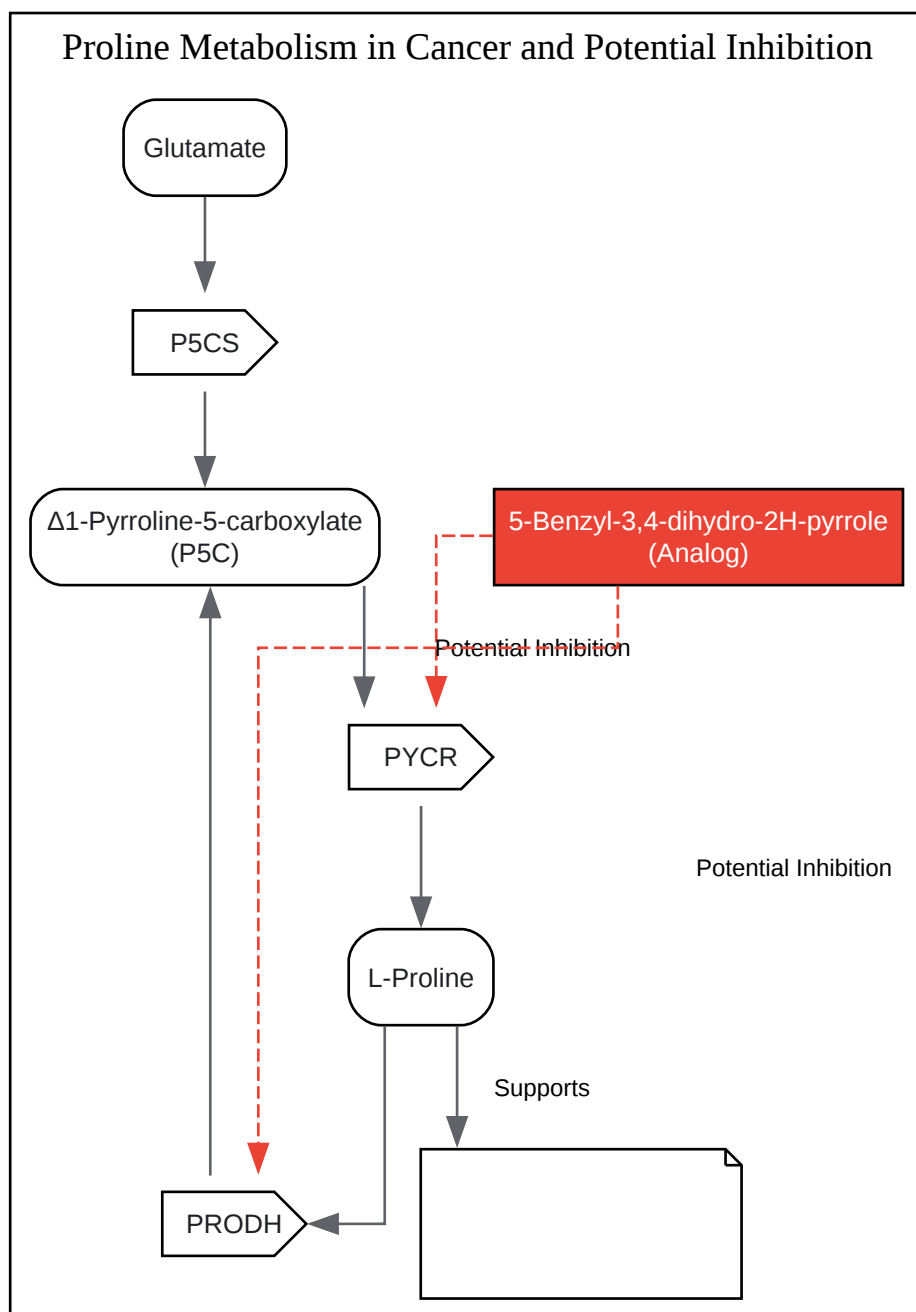 Proline Metabolism in Cancer and Potential Inhibition
Glutamate
P5CS
Δ1-Pyrroline-5-carboxylate
(P5C)
5-Benzyl-3,4-dihydro-2H-pyrrole
(Analog)
Potential Inhibition
PYCR
Potential Inhibition
L-Proline
Supports
PRODH